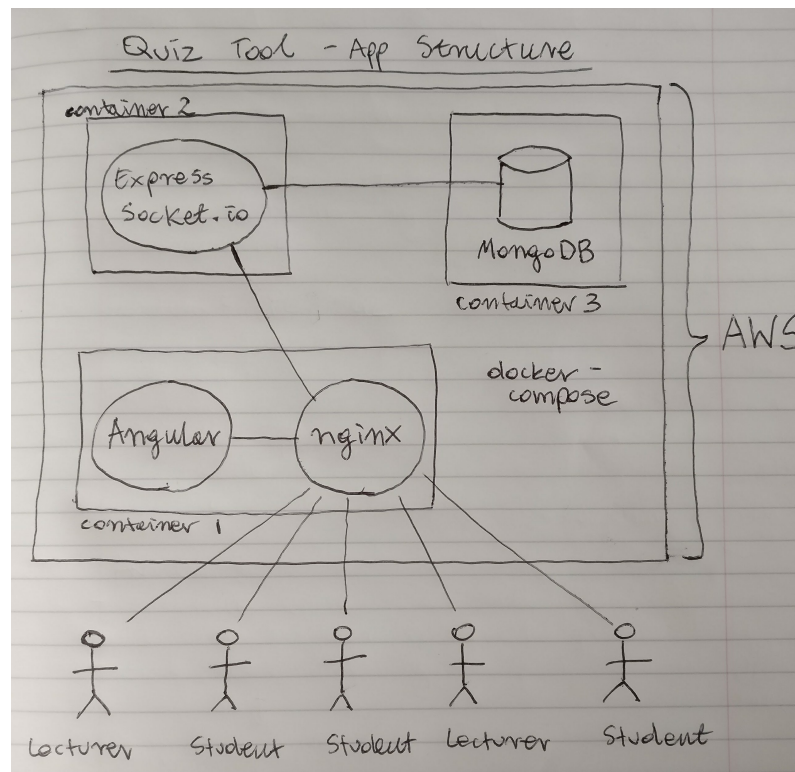 Quiz Tool - App Structure
container 2
Express
Socket.io
MongoDB
container 3
AWS
docker -
compose
Angular
nginx
container 1
Lecturer
Student
Student
Lecturer
Student